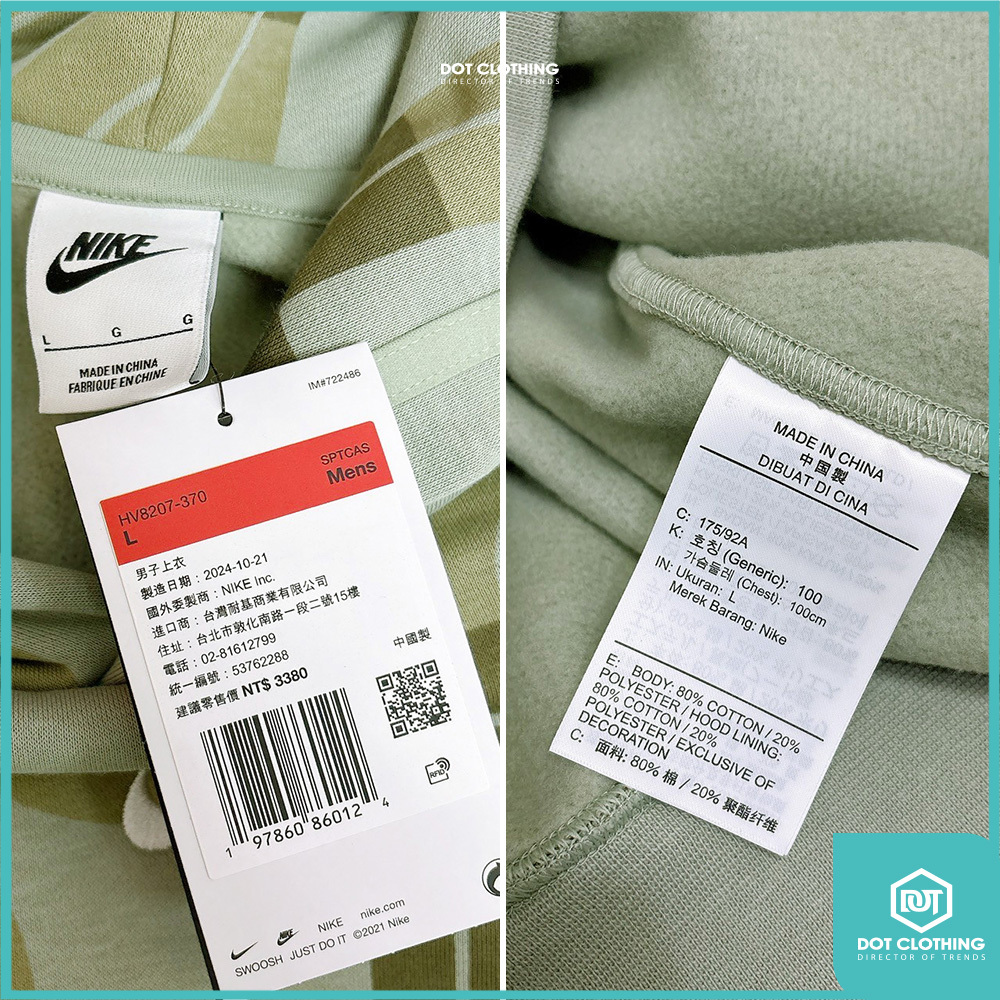 DOT CLOTHING
DIRECTOR OF TRENDS
NIKE
L G G
MADE IN CHINA
FABRIQUE EN CHINE
IM#722486
SPTCAS
HV8207-370 Mens
L
男子上衣
製造日期：2024-10-21
國外委製商：NIKE Inc.
進口商：台灣耐基商業有限公司
住址：台北市敦化南路一段二號15樓
電話：02-81612799
統一編號：53762288
建議零售價 NT$ 3380
中國製
RFID
1 97860 86012 4
NIKE nike.com
SWOOSH JUST DO IT ©2021 Nike
MADE IN CHINA
中国製
DIBUAT DI CINA
C: 175/92A
K: 호칭 (Generic): 100
가슴둘레 (Chest): 100cm
IN: Ukuran: L
Merek Barang: Nike
E: BODY: 80% COTTON / 20%
POLYESTER / HOOD LINING:
80% COTTON / 20%
POLYESTER / EXCLUSIVE OF
DECORATION
C: 面料: 80% 棉 / 20% 聚酯纤维
DOT
DOT CLOTHING
DIRECTOR OF TRENDS